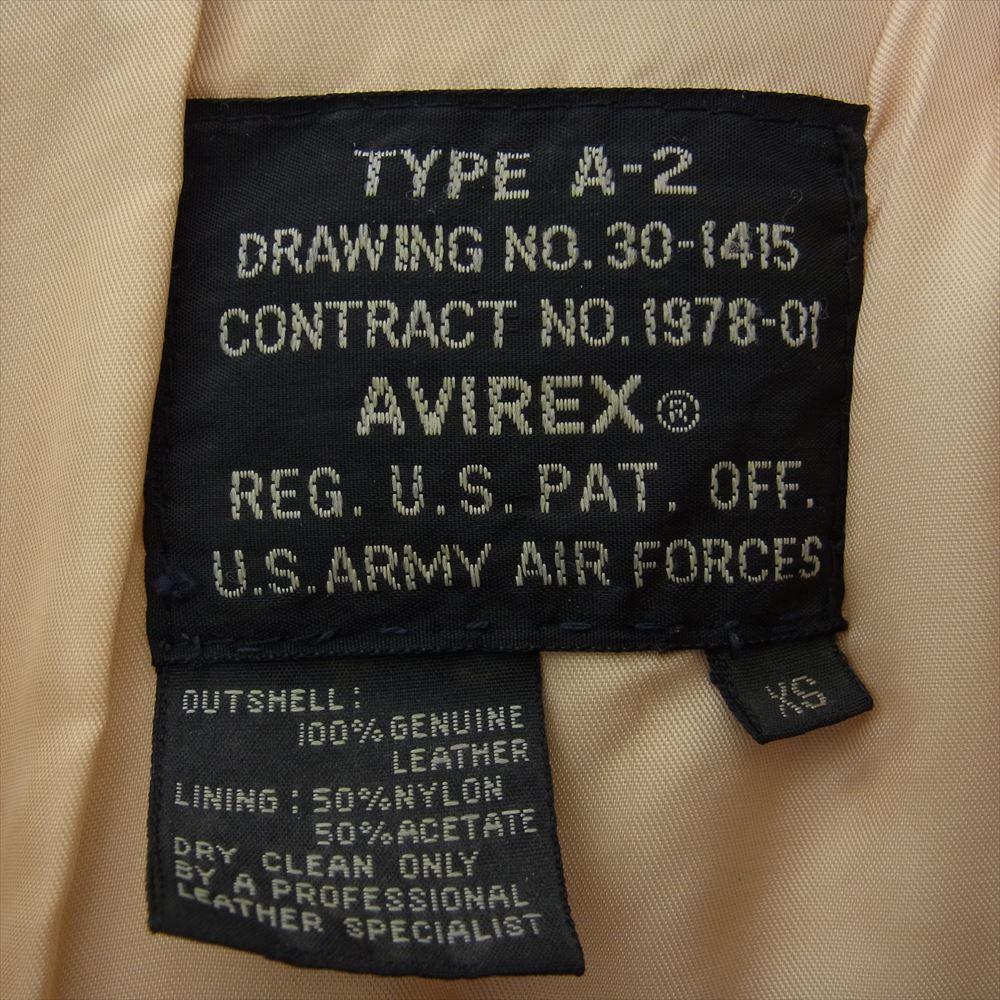 TYPE A-2
DRAWING NO. 30-1415
CONTRACT NO. 1978-01
AVIREX®
REG. U.S. PAT. OFF.
U.S. ARMY AIR FORCES
XS
OUTSHELL:
100% GENUINE
LEATHER
LINING: 50% NYLON
50% ACETATE
DRY CLEAN ONLY
BY A PROFESSIONAL
LEATHER SPECIALIST